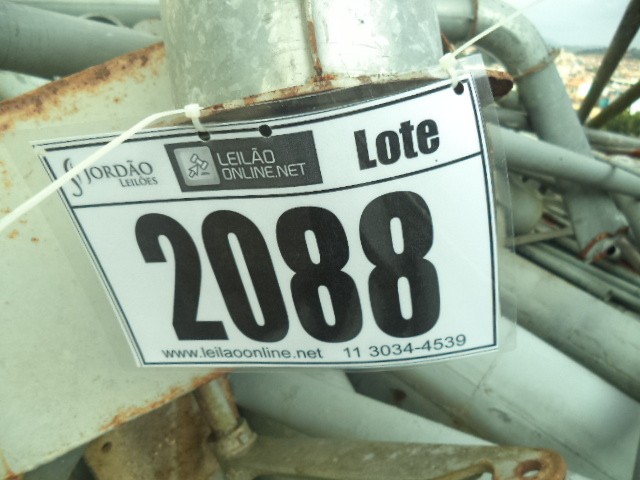 JORDÃO
LEILÕES
LEILÃO
ONLINE.NET
Lote
2088
www.leilaoonline.net 11 3034-4539